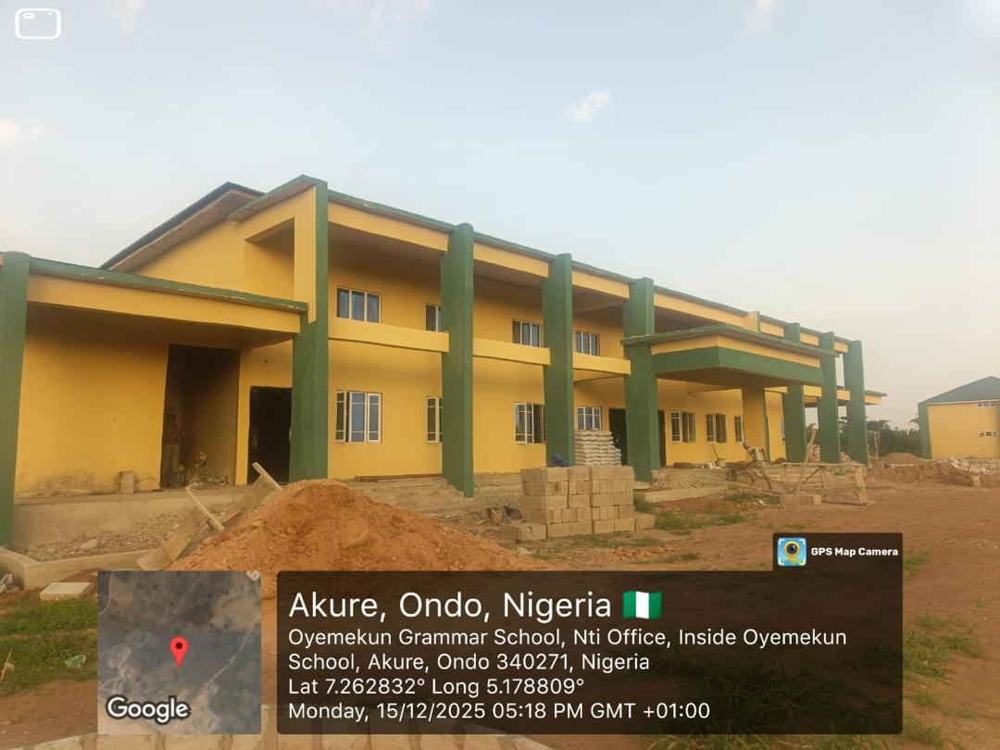 GPS Map Camera
Akure, Ondo, Nigeria 🇳🇬
Oyemekun Grammar School, Nti Office, Inside Oyemekun
School, Akure, Ondo 340271, Nigeria
Lat 7.262832° Long 5.178809°
Monday, 15/12/2025 05:18 PM GMT +01:00
Google